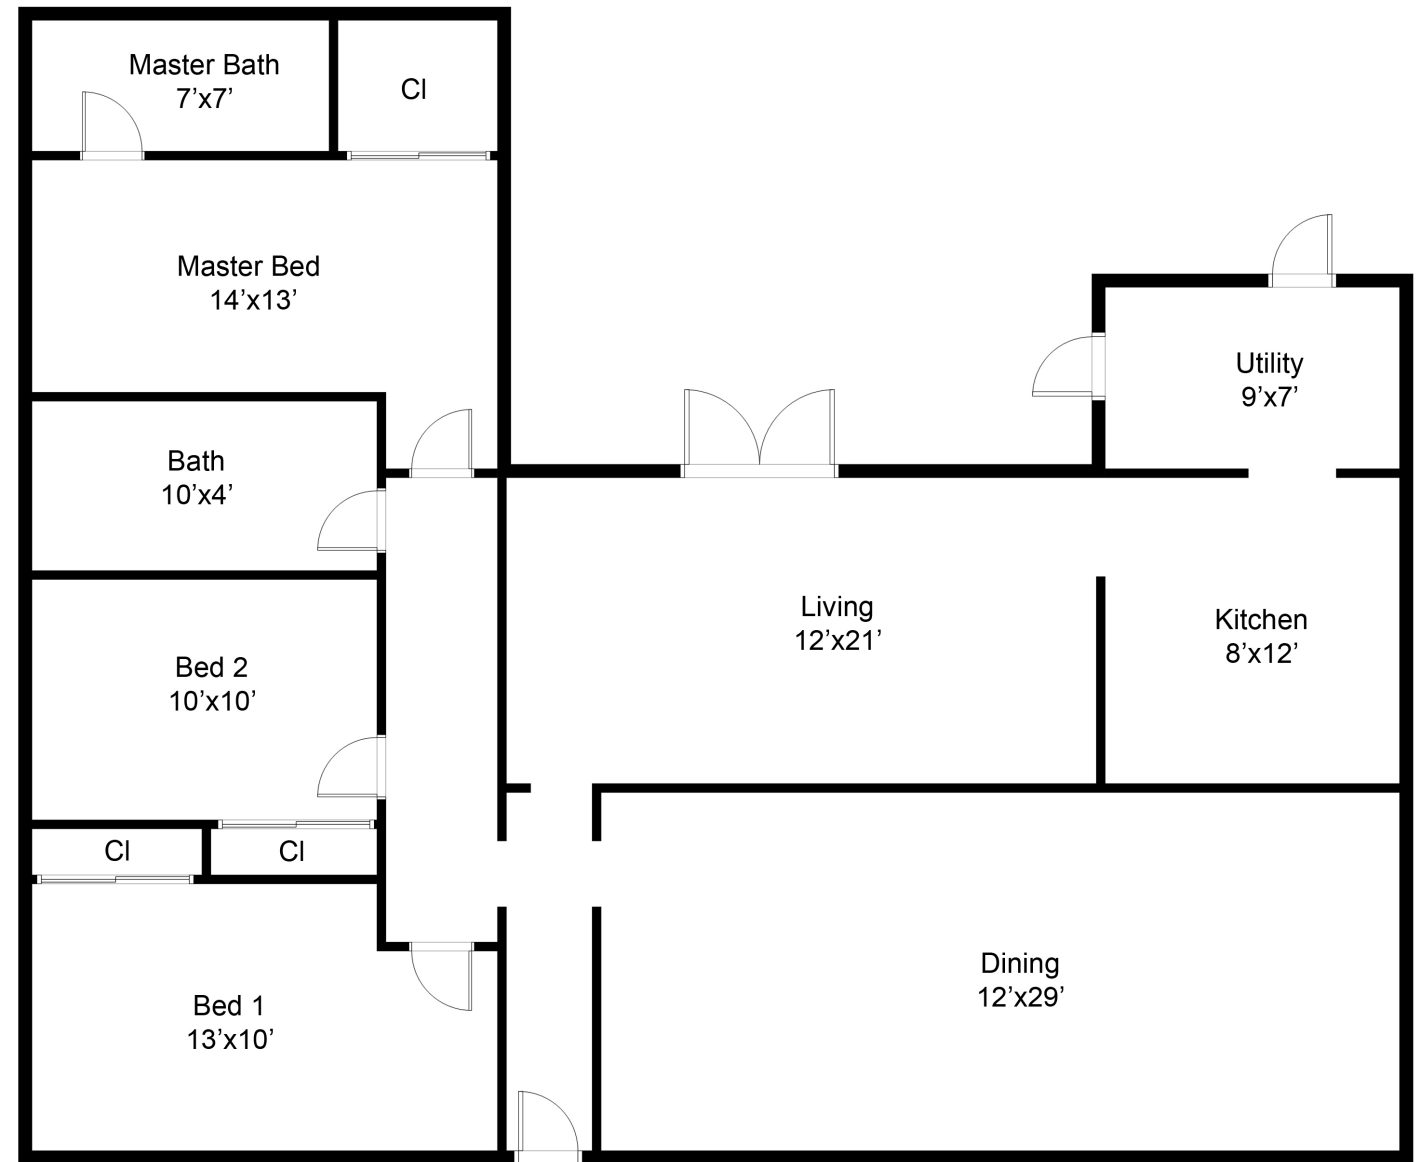 Master Bath
7’x7’
Cl
Master Bed
14’x13’
Utility
9’x7’
Bath
10’x4’
Living
12’x21’
Kitchen
8’x12’
Bed 2
10’x10’
Cl
Cl
Dining
12’x29’
Bed 1
13’x10’